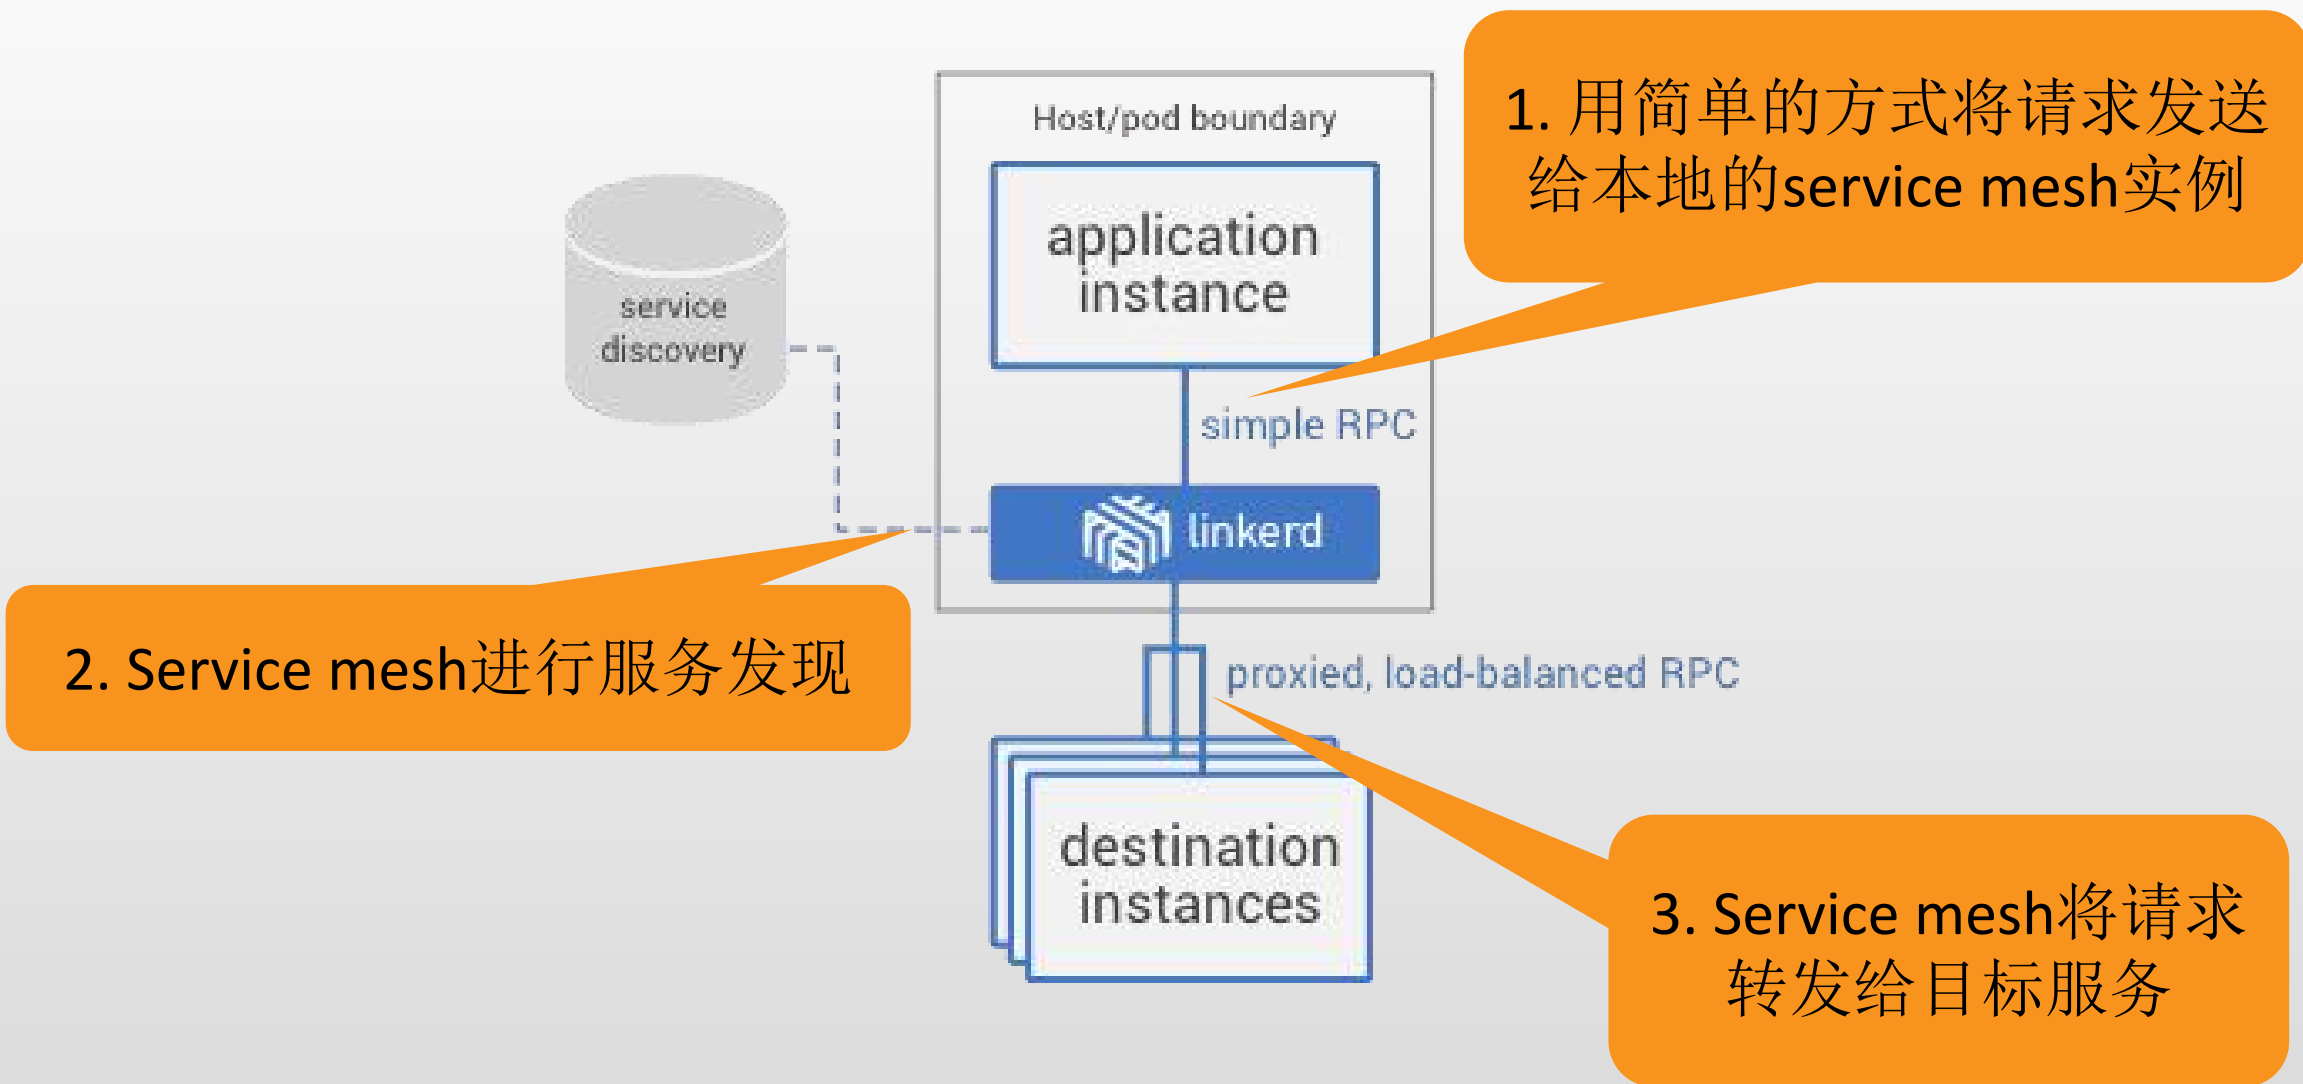 1. 用简单的方式将请求发送
给本地的service mesh实例
Host/pod boundary
application
instance
service
discovery
simple RPC
linkerd
2. Service mesh进行服务发现
proxied, load-balanced RPC
destination
instances
3. Service mesh将请求
转发给目标服务